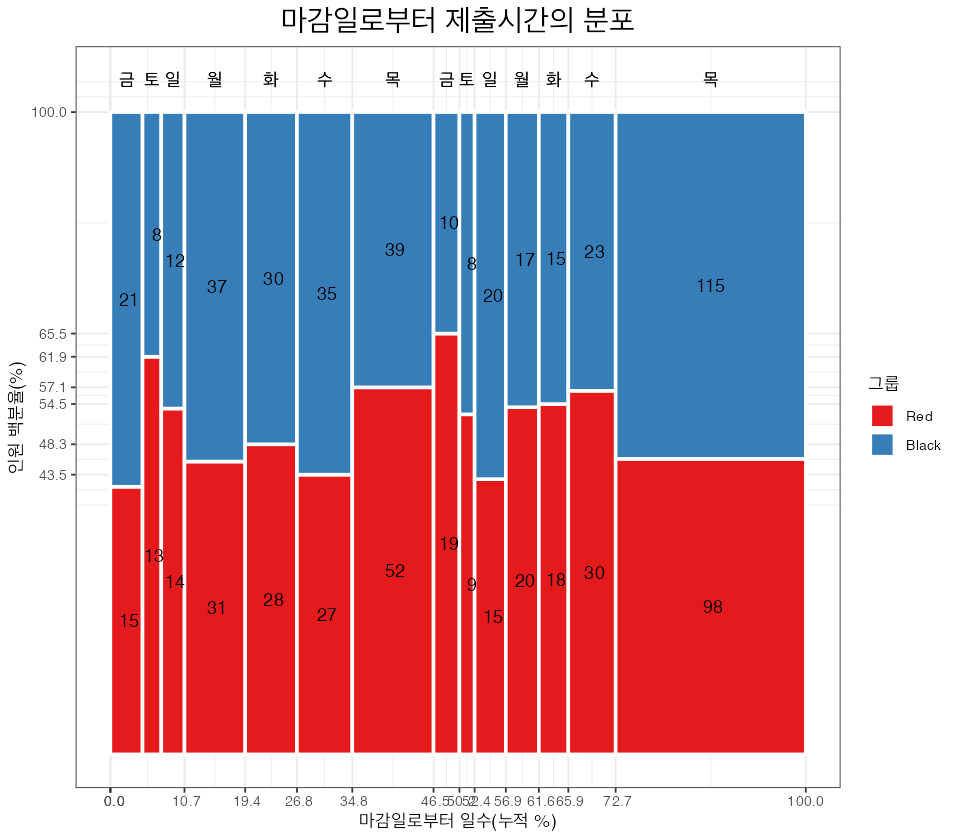 마감일로부터 제출시간의 분포
금 토 일 월 화 수 목 금 토 일 월 화 수 목
100.0
65.5
61.9
57.1
54.5
48.3
43.5
인원 백분율(%)
21 8 12 37 30 35 39 10 8 20 17 15 23 115
15 13 14 31 28 27 52 19 9 15 20 18 30 98
0.0 10.7 19.4 26.8 34.8 46.5 52.4 56.9 61.6 65.9 72.7 100.0
마감일로부터 일수(누적 %)
그룹
Red
Black